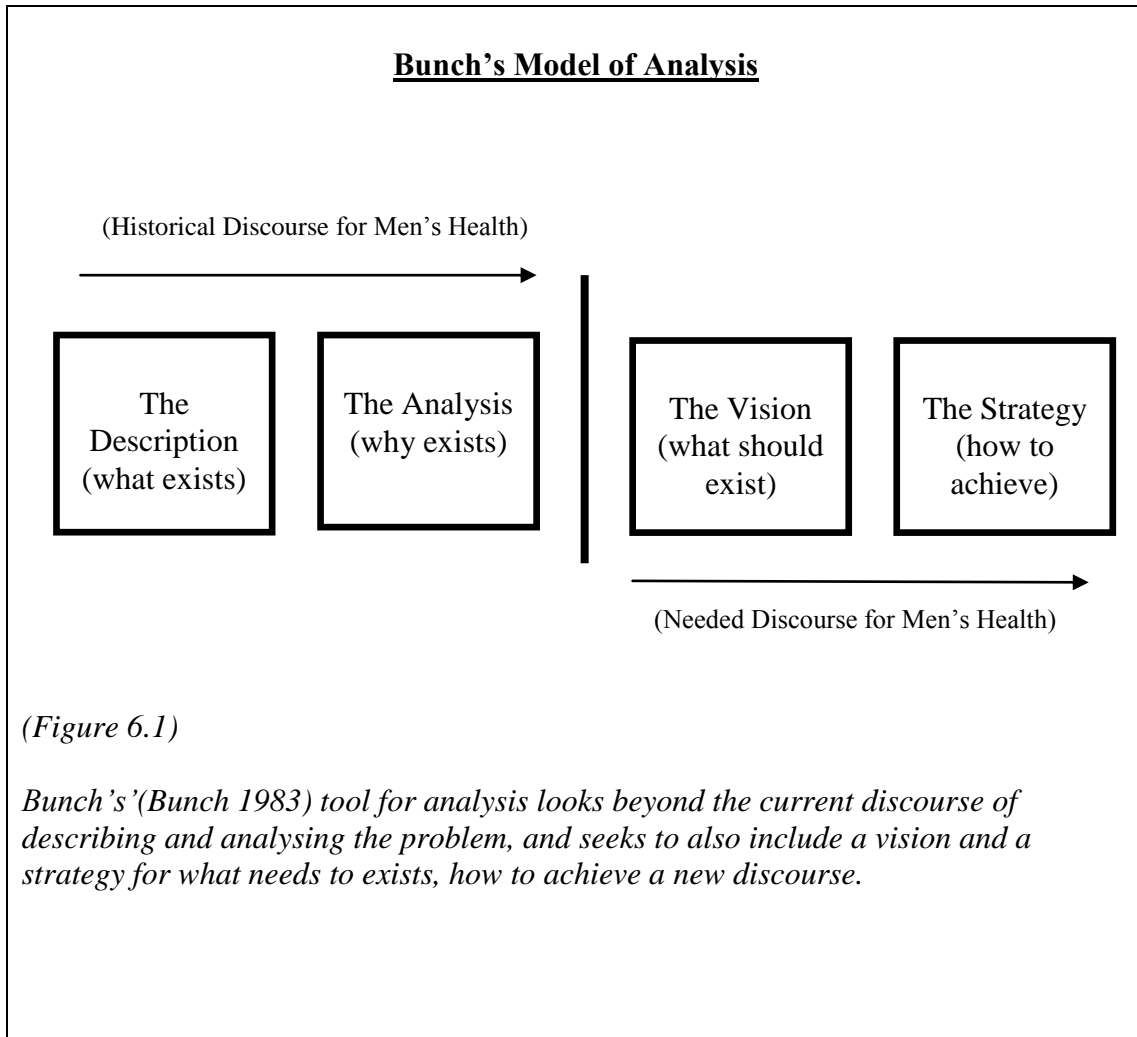 Bunch’s Model of Analysis
(Historical Discourse for Men’s Health)
The
Description
(what exists)
The Analysis
(why exists)
The Vision
(what should
exist)
The Strategy
(how to
achieve)
(Needed Discourse for Men’s Health)
(Figure 6.1)
Bunch’s’(Bunch 1983) tool for analysis looks beyond the current discourse of
describing and analysing the problem, and seeks to also include a vision and a
strategy for what needs to exists, how to achieve a new discourse.